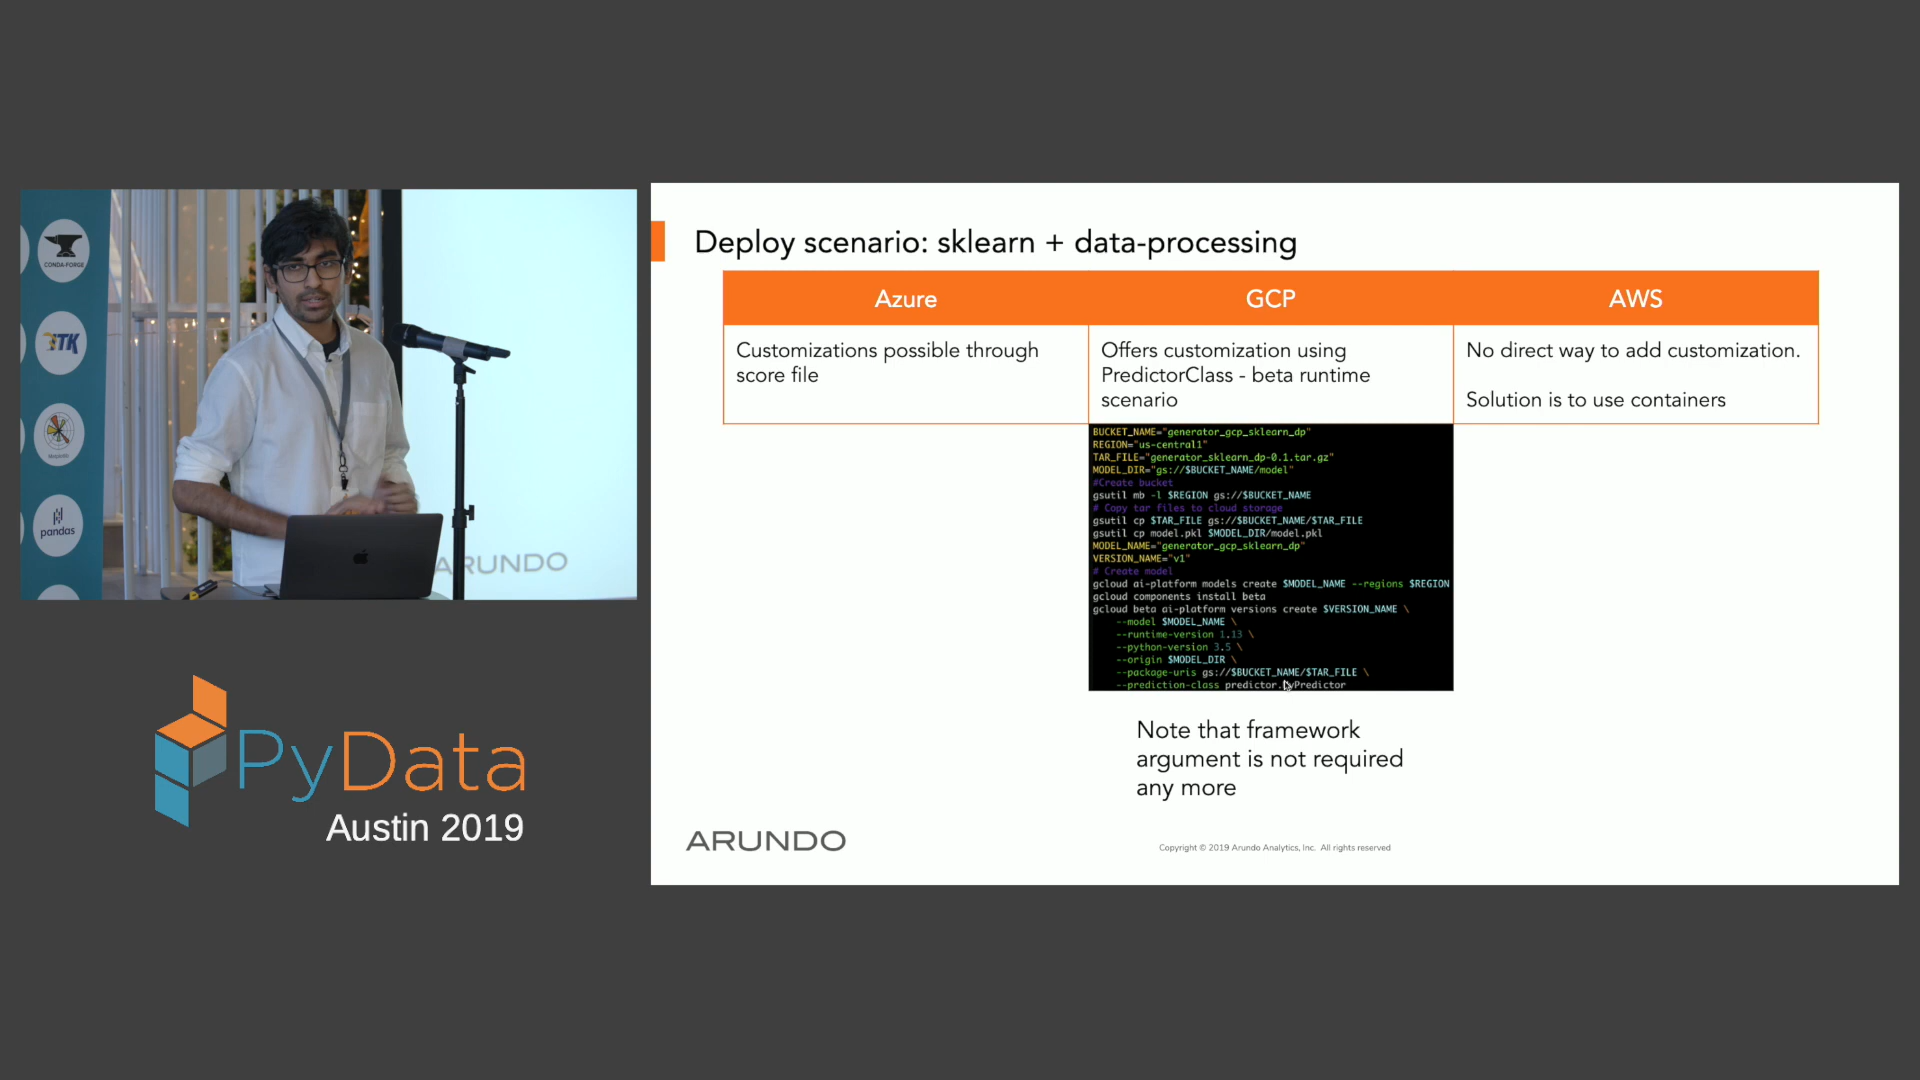 CONDA-FORGE
ITK
Matplotlib
pandas
ARUNDO
PyData
Austin 2019
Deploy scenario: sklearn + data-processing
Azure
GCP
AWS
Customizations possible through
score file
Offers customization using
PredictorClass - beta runtime
scenario
No direct way to add customization.
Solution is to use containers
BUCKET_NAME="generator_gcp_sklearn_dp"
REGION="us-central1"
TAR_FILE="generator_sklearn_dp-0.1.tar.gz"
MODEL_DIR="gs://$BUCKET_NAME/model"
#Create bucket
gsutil mb -l $REGION gs://$BUCKET_NAME
# Copy tar files to cloud storage
gsutil cp $TAR_FILE gs://$BUCKET_NAME/$TAR_FILE
gsutil cp model.pkl $MODEL_DIR/model.pkl
MODEL_NAME="generator_gcp_sklearn_dp"
VERSION_NAME="v1"
# Create model
gcloud ai-platform models create $MODEL_NAME --regions $REGION
gcloud components install beta
gcloud beta ai-platform versions create $VERSION_NAME \
--model $MODEL_NAME \
--runtime-version 1.13 \
--python-version 3.5 \
--origin $MODEL_DIR \
--package-uris gs://$BUCKET_NAME/$TAR_FILE \
--prediction-class predictor.MyPredictor
Note that framework
argument is not required
any more
ARUNDO
Copyright © 2019 Arundo Analytics, Inc. All rights reserved